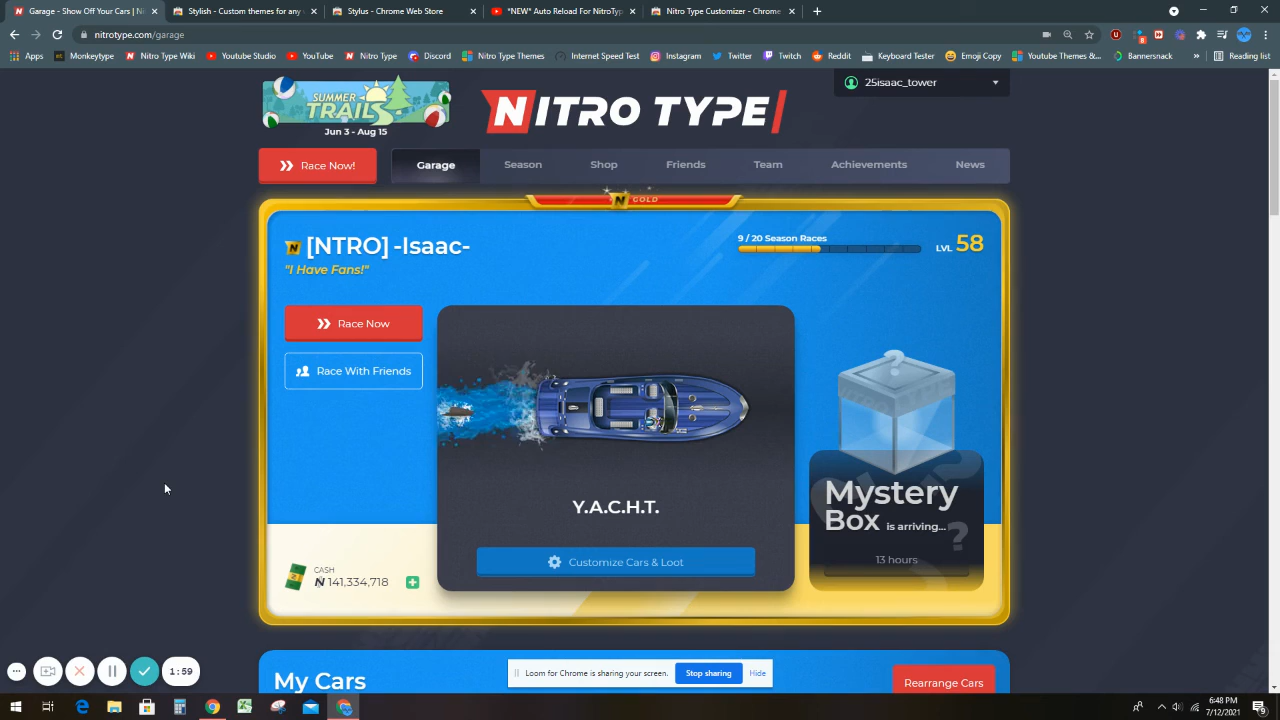 Garage - Show Off Your Cars | Ni
Stylish - Custom themes for any
Stylus - Chrome Web Store
*NEW* Auto Reload For NitroTyp
Nitro Type Customizer - Chrome
nitrotype.com/garage
Apps
Monkeytype
Nitro Type Wiki
Youtube Studio
YouTube
Nitro Type
Discord
Nitro Type Themes
Internet Speed Test
Instagram
Twitter
Twitch
Reddit
Keyboard Tester
Emoji Copy
Youtube Themes &...
Bannersnack
Reading list
SUMMER
TRAILS
Jun 3 - Aug 15
NITRO TYPE
25isaac_tower
Race Now!
Garage
Season
Shop
Friends
Team
Achievements
News
N GOLD
[NTRO] -Isaac-
"I Have Fans!"
9 / 20 Season Races
LVL 58
Race Now
Race With Friends
Y.A.C.H.T.
Customize Cars & Loot
Mystery
Box is arriving...
13 hours
CASH
N 141,334,718
My Cars
Rearrange Cars
1:59
Loom for Chrome is sharing your screen.
Stop sharing
Hide
6:48 PM
7/12/2021